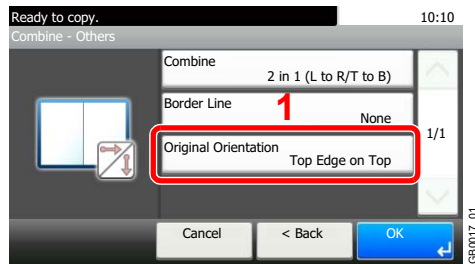 Ready to copy. 10:10
Combine - Others
Combine
2 in 1 (L to R/T to B)
Border Line
1
None
1/1
Original Orientation
Top Edge on Top
Cancel < Back OK
GB9017_01